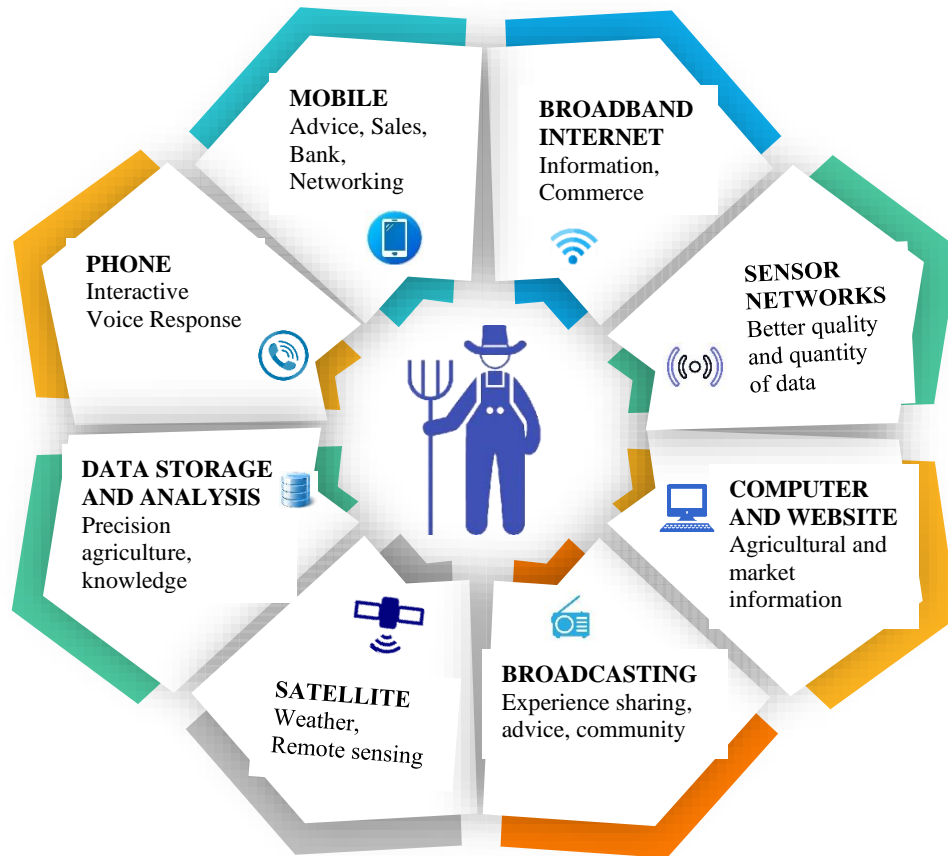 MOBILE
Advice, Sales,
Bank,
Networking
BROADBAND
INTERNET
Information,
Commerce
PHONE
Interactive
Voice Response
SENSOR
NETWORKS
Better quality
and quantity
of data
DATA STORAGE
AND ANALYSIS
Precision
agriculture,
knowledge
COMPUTER
AND WEBSITE
Agricultural and
market
information
SATELLITE
Weather,
Remote sensing
BROADCASTING
Experience sharing,
advice, community